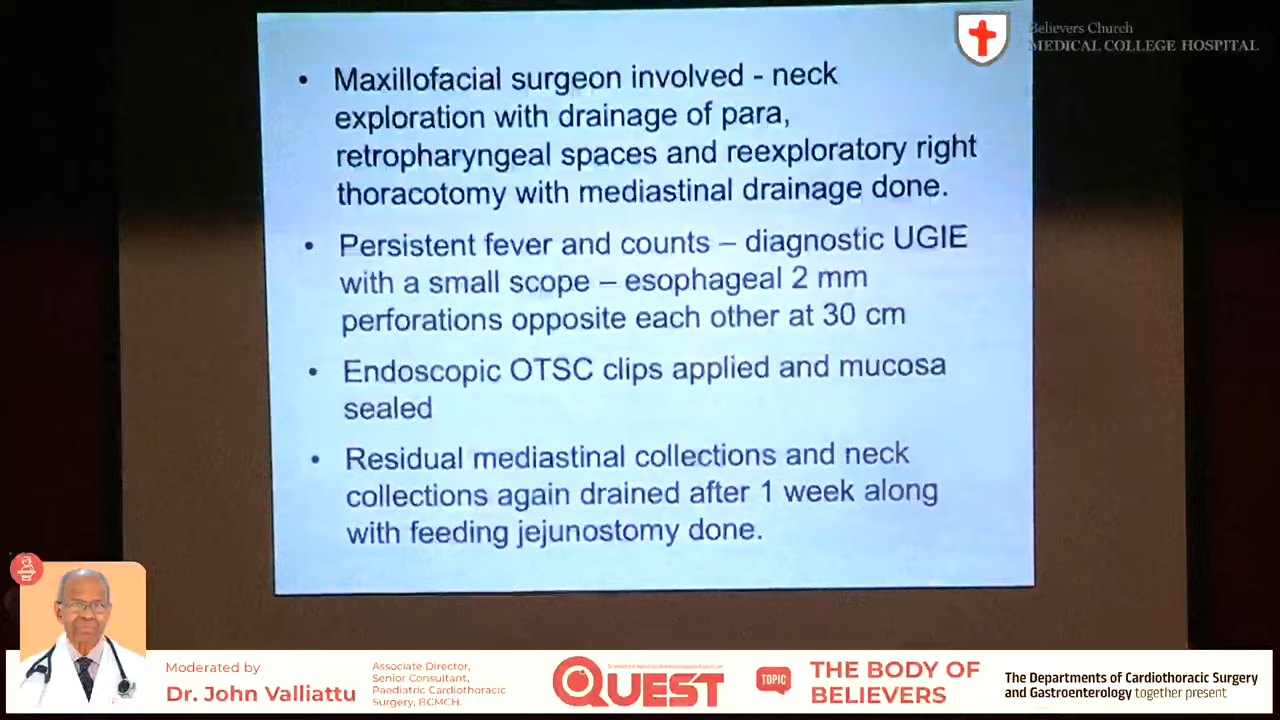 Believers Church
MEDICAL COLLEGE HOSPITAL
• Maxillofacial surgeon involved - neck
exploration with drainage of para,
retropharyngeal spaces and reexploratory right
thoracotomy with mediastinal drainage done.
• Persistent fever and counts – diagnostic UGIE
with a small scope – esophageal 2 mm
perforations opposite each other at 30 cm
• Endoscopic OTSC clips applied and mucosa
sealed
• Residual mediastinal collections and neck
collections again drained after 1 week along
with feeding jejunostomy done.
Moderated by
Dr. John Valliattu
Associate Director,
Senior Consultant,
Paediatric Cardiothoracic
Surgery, BCMCH.
QUEST
TOPIC
THE BODY OF
BELIEVERS
The Departments of Cardiothoracic Surgery
and Gastroenterology together present